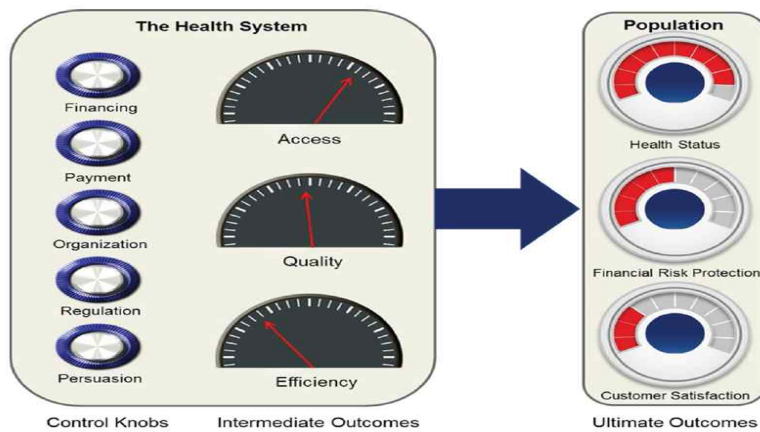 The Health System
Financing
Payment
Organization
Regulation
Persuasion
Access
Quality
Efficiency
Control Knobs
Intermediate Outcomes
Population
Health Status
Financial Risk Protection
Customer Satisfaction
Ultimate Outcomes